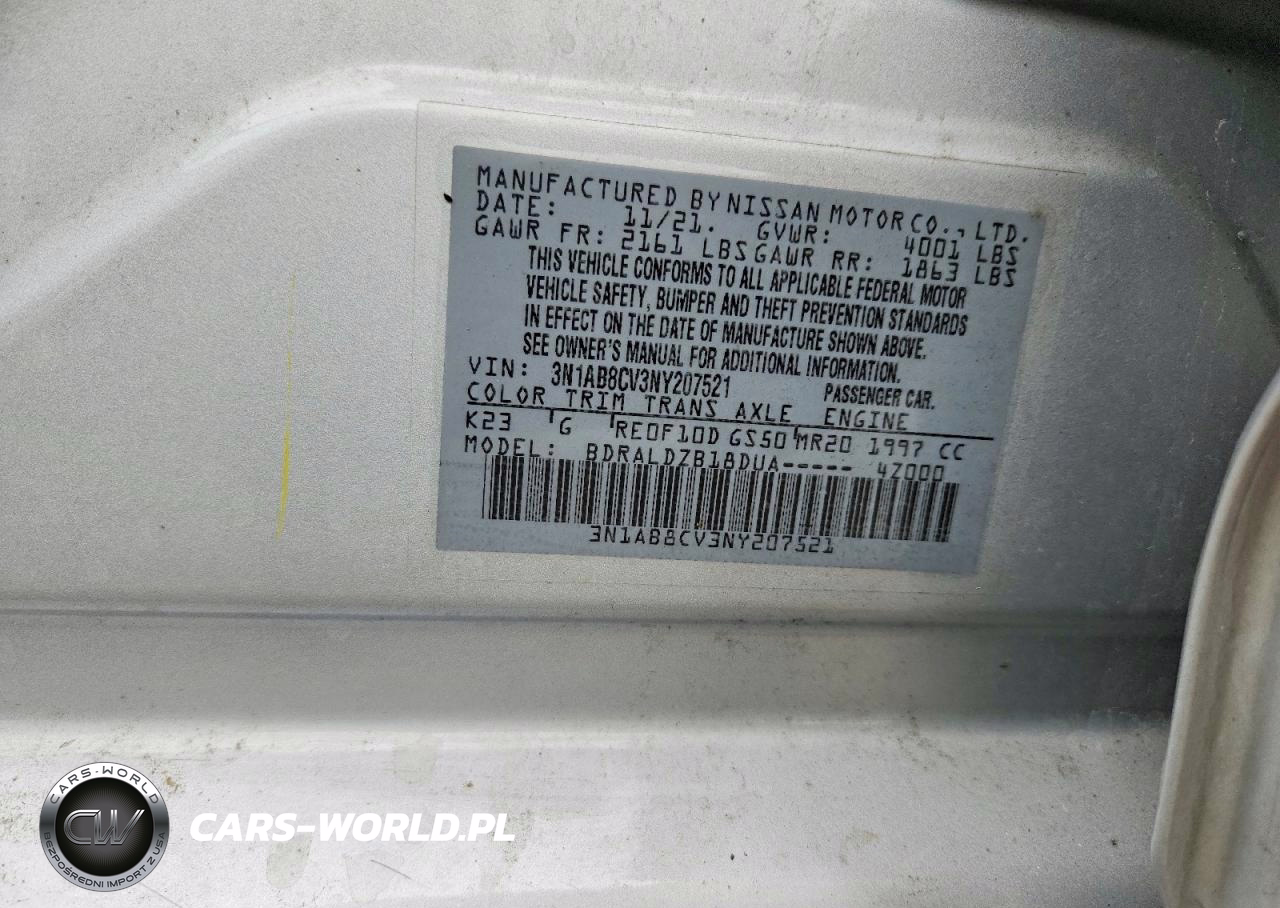 MANUFACTURED BY NISSAN MOTOR CO., LTD.
DATE: 11/21. GVWR: 4001 LBS
GAWR FR: 2161 LBS GAWR RR: 1863 LBS
THIS VEHICLE CONFORMS TO ALL APPLICABLE FEDERAL MOTOR
VEHICLE SAFETY, BUMPER AND THEFT PREVENTION STANDARDS
IN EFFECT ON THE DATE OF MANUFACTURE SHOWN ABOVE.
SEE OWNER'S MANUAL FOR ADDITIONAL INFORMATION.
VIN: 3N1AB8CV3NY207521 PASSENGER CAR.
COLOR TRIM TRANS AXLE ENGINE
K23 G RE0F10D GS50 MR20 1997 CC
MODEL: BDRALDZB18DUA----- 4Z000
3N1AB8CV3NY207521
CARS-WORLD
CW
BEZPOŚREDNI IMPORT Z USA
CARS-WORLD.PL